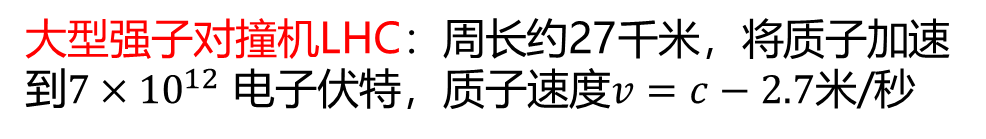 大型强子对撞机LHC：周长约27千米，将质子加速
到7 × 10¹² 电子伏特，质子速度𝑣 = 𝑐 − 2.7米/秒